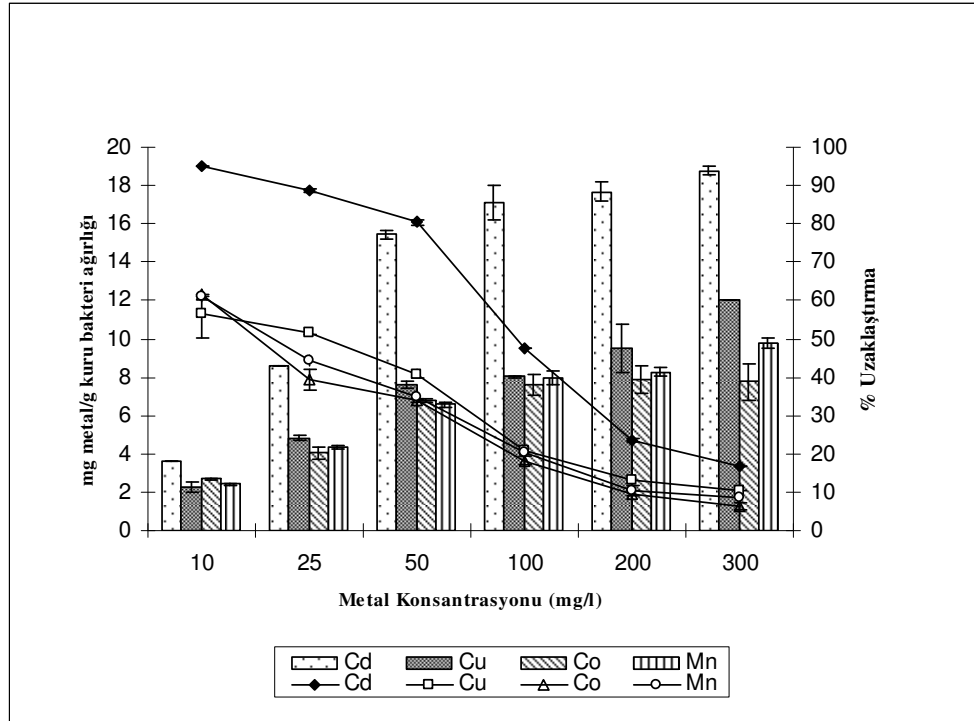 20 100
18 90
16 80
14 70
12 60
10 50
8 40
6 30
4 20
2 10
0 0
mg metal/g kuru bakteri ağırlığı
% Uzaklaştırma
10 25 50 100 200 300
Metal Konsantrasyonu (mg/l)
Cd Cu Co Mn
Cd Cu Co Mn